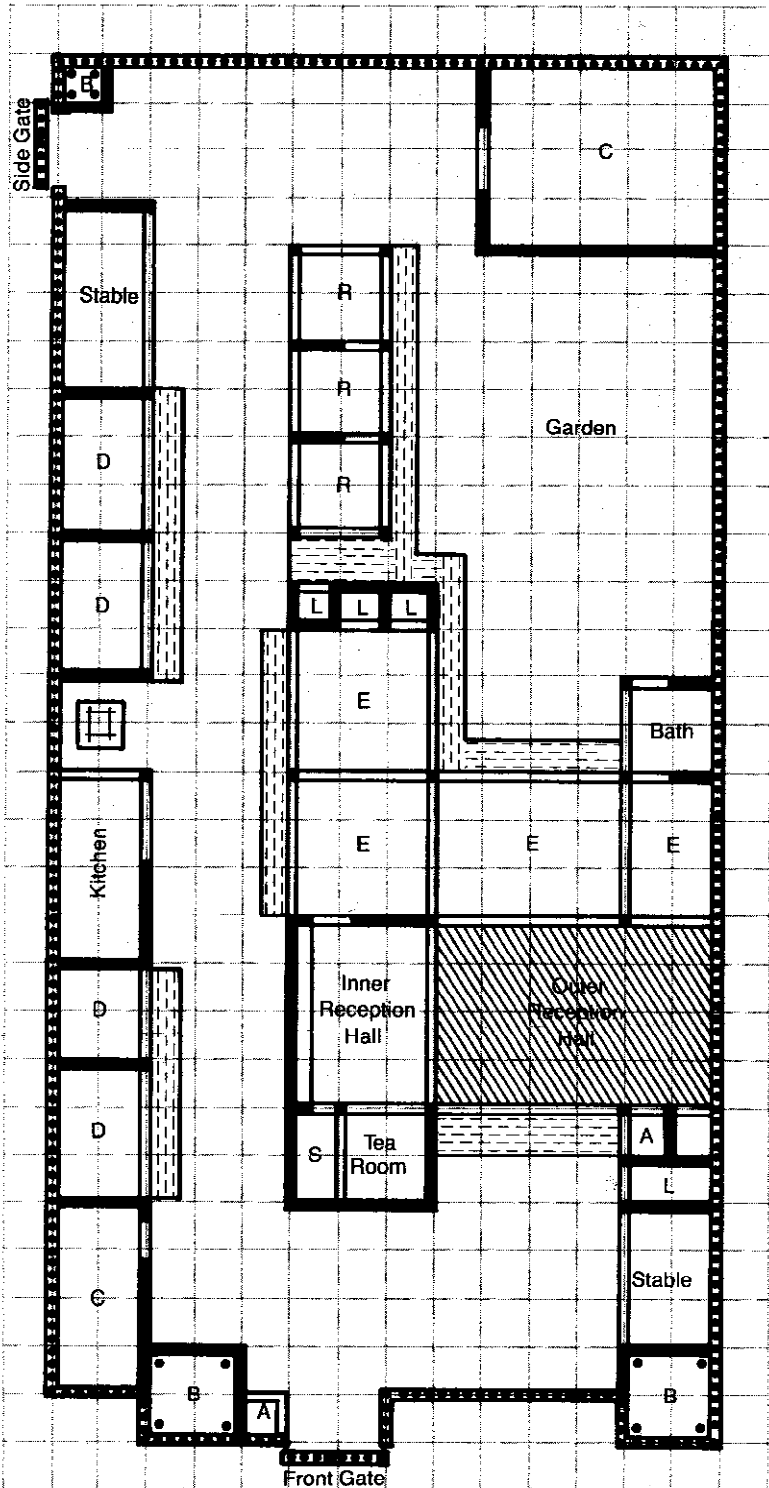 B
Side Gate
C
Stable
R
R
Garden
D
R
D
L
L
L
E
Bath
Kitchen
E
E
E
Inner
Reception
Hall
Outer
Reception
Hall
D
D
S
Tea
Room
A
L
Stable
C
B
A
B
Front Gate